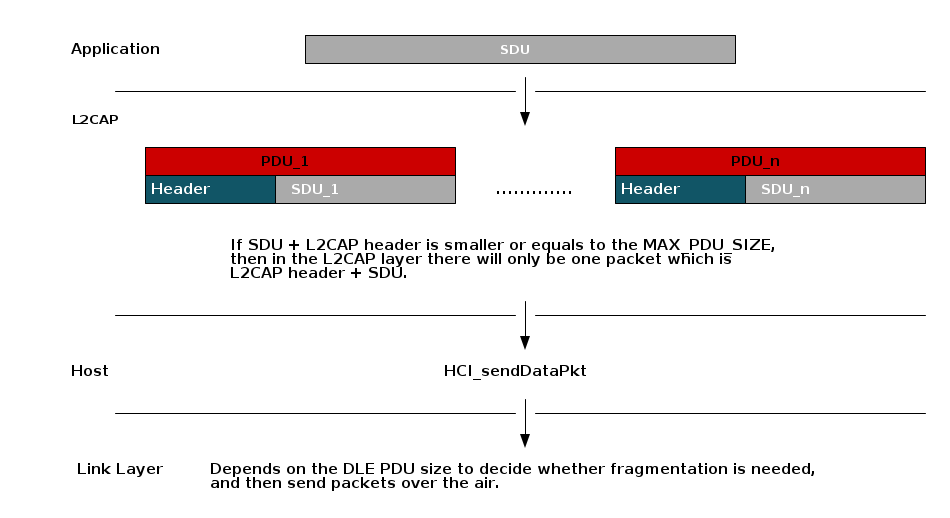 Application
SDU
L2CAP
PDU_1
PDU_n
Header
SDU_1
.............
Header
SDU_n
If SDU + L2CAP header is smaller or equals to the MAX_PDU_SIZE,
then in the L2CAP layer there will only be one packet which is
L2CAP header + SDU.
Host
HCI_sendDataPkt
Link Layer
Depends on the DLE PDU size to decide whether fragmentation is needed,
and then send packets over the air.